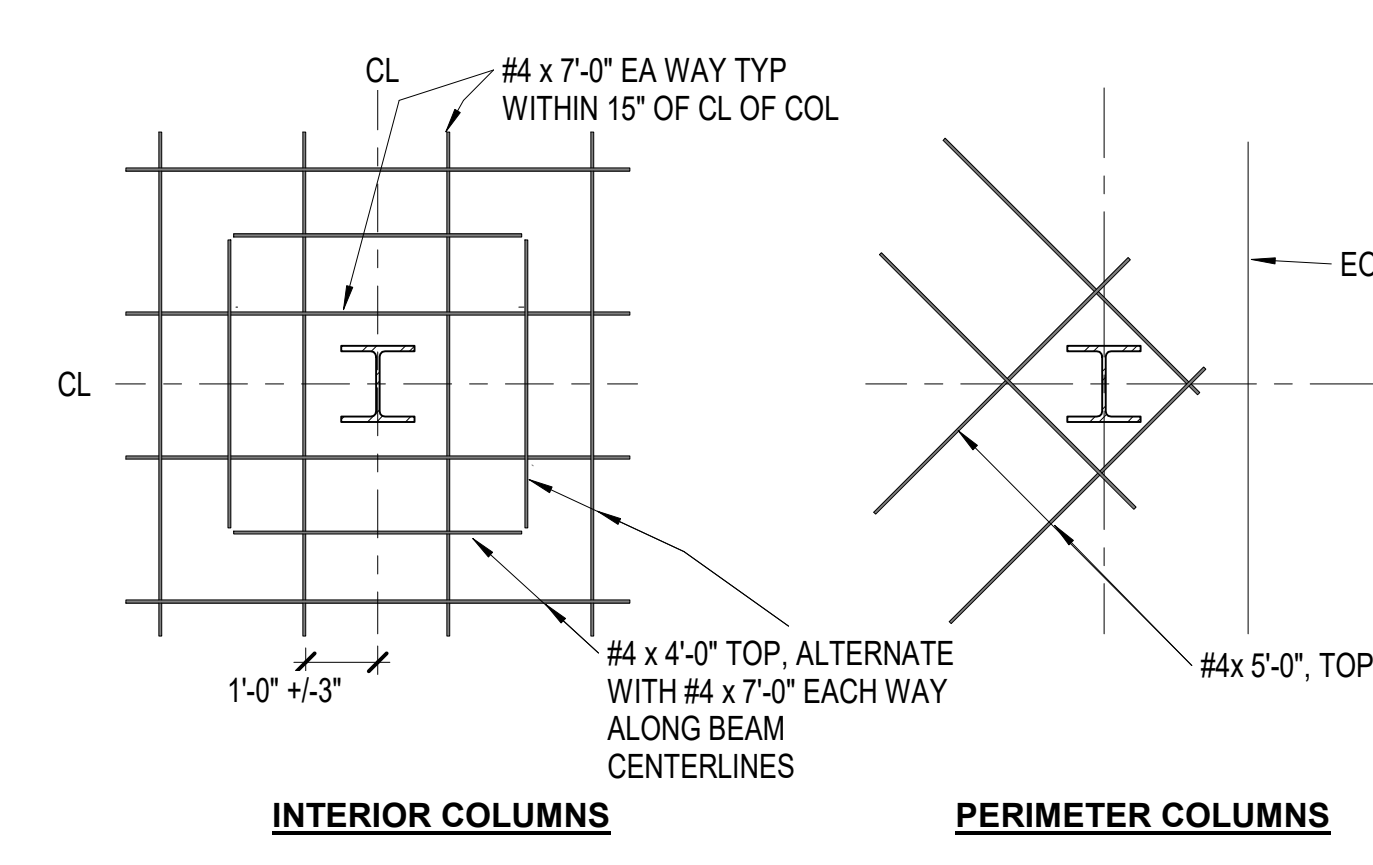 CL
#4 x 7'-0" EA WAY TYP
WITHIN 15" OF CL OF COL
CL
1'-0" +/-3"
#4 x 4'-0" TOP, ALTERNATE
WITH #4 x 7'-0" EACH WAY
ALONG BEAM
CENTERLINES
INTERIOR COLUMNS
#4x 5'-0", TOP
PERIMETER COLUMNS